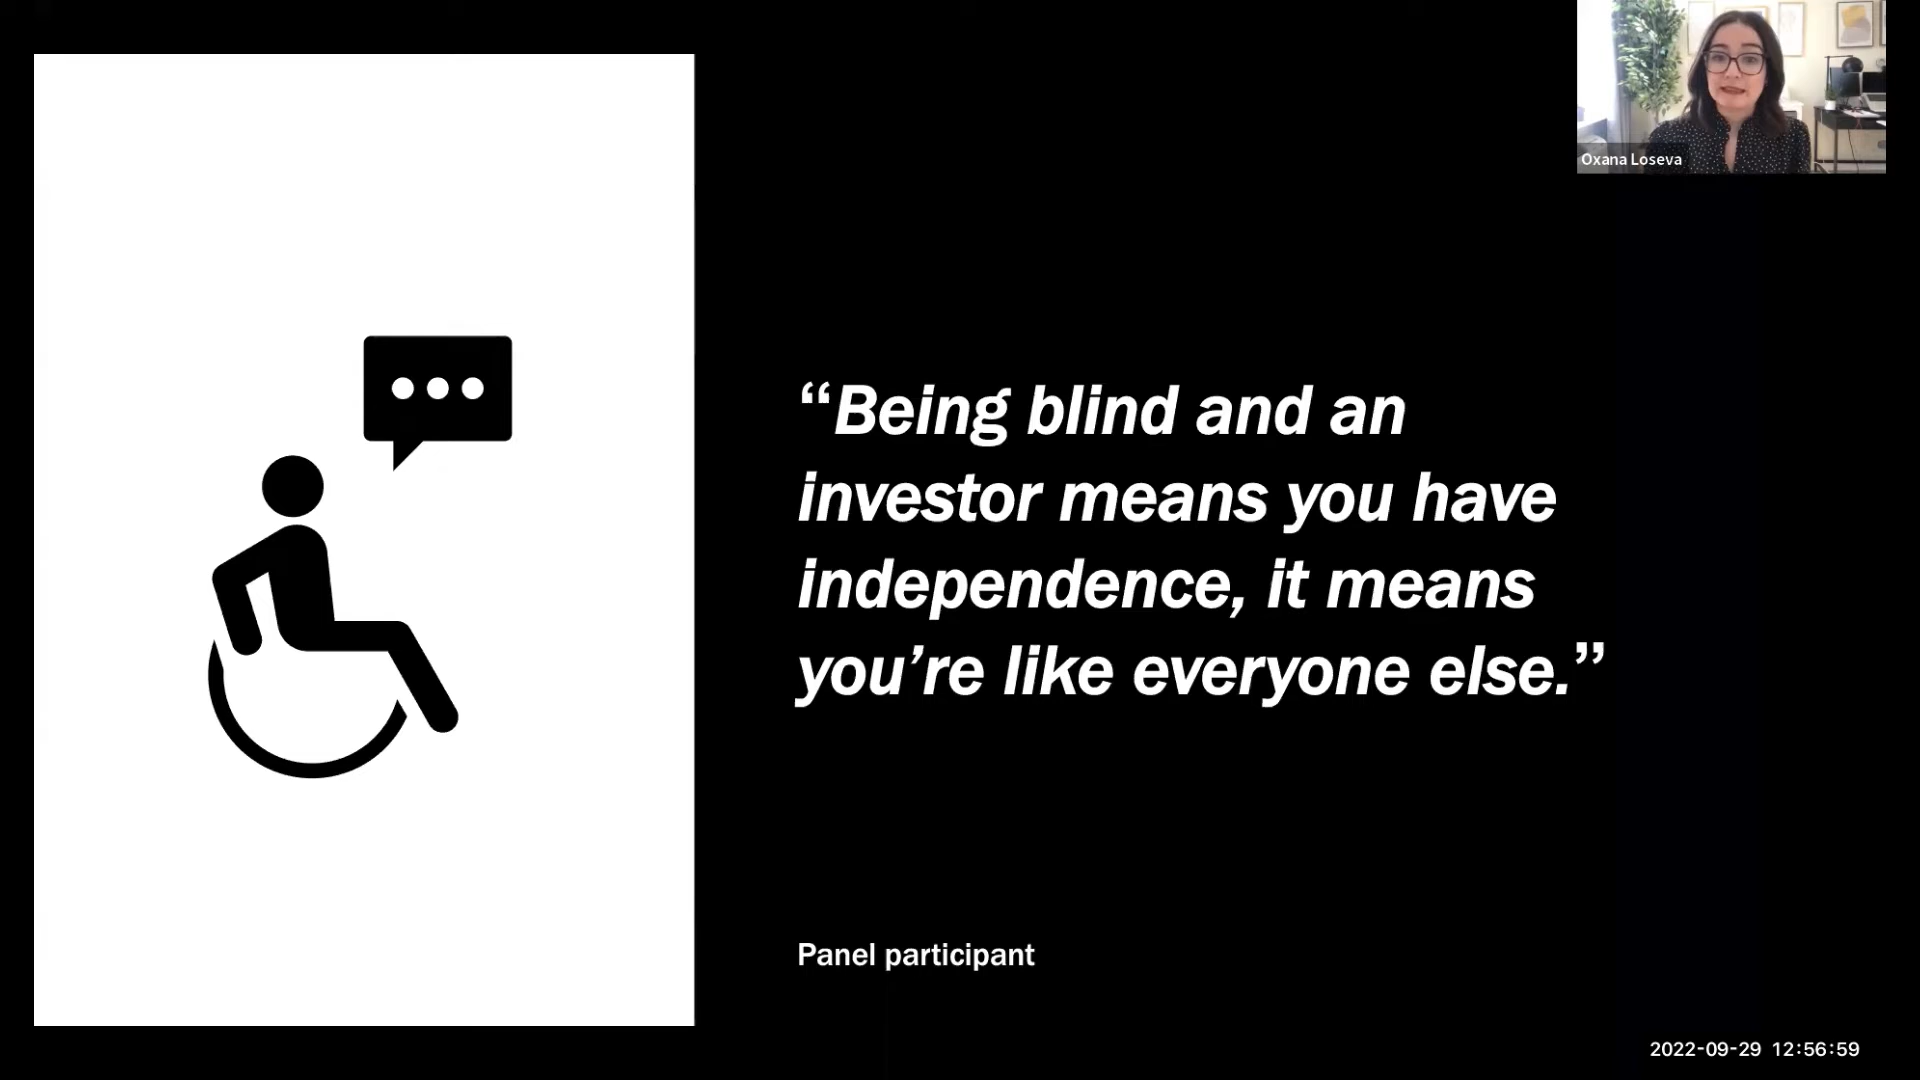 Oxana Loseva
“Being blind and an
investor means you have
independence, it means
you’re like everyone else.”
Panel participant
2022-09-29 12:56:59